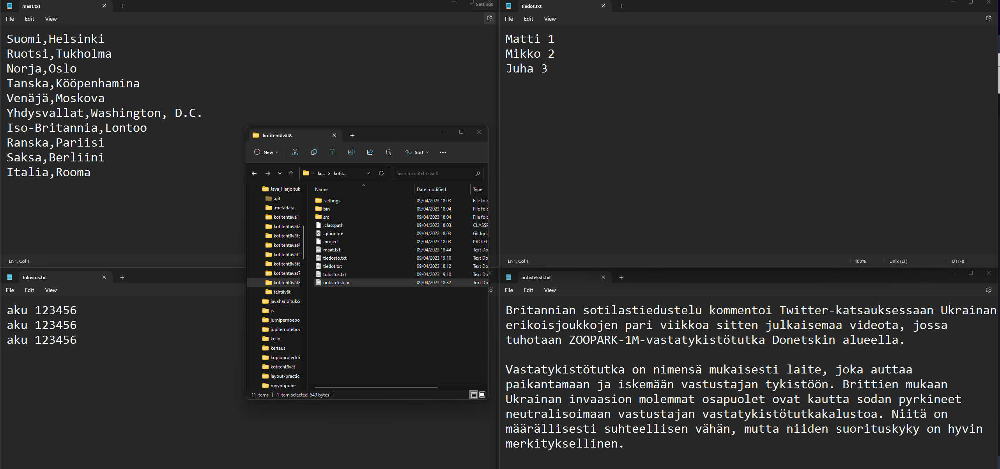 maat.txt
Settings
File Edit View
Suomi,Helsinki
Ruotsi,Tukholma
Norja,Oslo
Tanska,Kööpenhamina
Venäjä,Moskova
Yhdysvallat,Washington, D.C.
Iso-Britannia,Lontoo
Ranska,Pariisi
Saksa,Berliini
Italia,Rooma
Ln 1, Col 1
tiedot.txt
File Edit View
Matti 1
Mikko 2
Juha 3
Ln 1, Col 1 100% Unix (LF) UTF-8
kotitehtävät8
New Sort
Ja... kotit... Search kotitehtävät8
Java_Harjoituk
.git
.metadata
kotitehtävä1
kotitehtävät2
kotitehtävät3
kotitehtävät4
kotitehtävät5
kotitehtävät6
kotitehtävät7
kotitehtävät8
tehtävät
javaharjoitukse
js
jumipernoebo
jupiternotebooc
kello
kertaus
kopioprojeckti
kotitehtävät
layout-practice
myyntipuhe
Name Date modified Type
.settings 09/04/2023 18.03 File fold
bin 09/04/2023 18.04 File fold
src 09/04/2023 18.04 File fold
.classpath 09/04/2023 18.03 CLASSP
.gitignore 09/04/2023 18.03 Git Igno
.project 09/04/2023 18.03 PROJEC
maat.txt 09/04/2023 18.44 Text Do
tiedosto.txt 09/04/2023 19.10 Text Do
tiedot.txt 09/04/2023 18.12 Text Do
tulostus.txt 09/04/2023 19.10 Text Do
uutisteksti.txt 09/04/2023 18.32 Text Do
11 items 1 item selected 549 bytes
tulostus.txt
File Edit View
aku 123456
aku 123456
aku 123456
uutisteksti.txt
File Edit View
Britannian sotilastiedustelu kommentoi Twitter-katsauksessaan Ukrainan
erikoisjoukkojen pari viikkoa sitten julkaisemaa videota, jossa
tuhotaan ZOOPARK-1M-vastatykistötutka Donetskin alueella.
Vastatykistötutka on nimensä mukaisesti laite, joka auttaa
paikantamaan ja iskemään vastustajan tykistöön. Brittien mukaan
Ukrainan invaasion molemmat osapuolet ovat kautta sodan pyrkineet
neutralisoimaan vastustajan vastatykistötutkakalustoa. Niitä on
määrällisesti suhteellisen vähän, mutta niiden suorituskyky on hyvin
merkityksellinen.